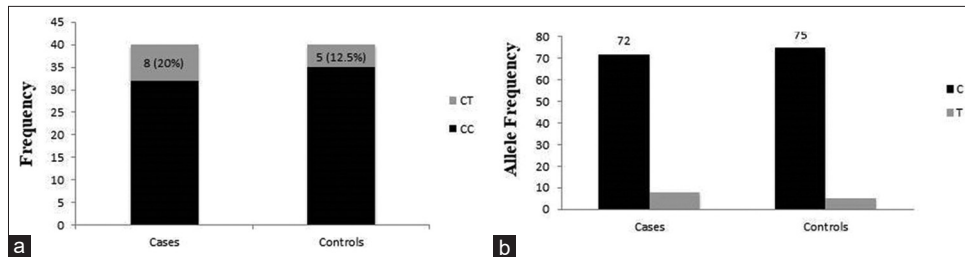 45
40
35
30
25
20
15
10
5
0
Frequency
8 (20%)
5 (12.5%)
CT
CC
Cases
Controls
a
80
70
60
50
40
30
20
10
0
Allele Frequency
72
75
C
T
Cases
Controls
b